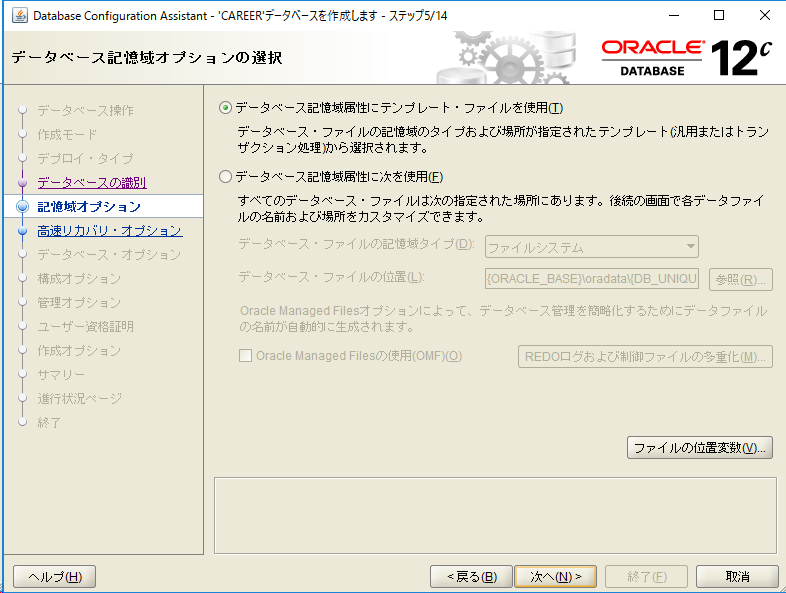 Database Configuration Assistant - 'CAREER'データベースを作成します - ステップ5/14
データベース記憶域オプションの選択
ORACLE
DATABASE
12c
データベース操作
作成モード
デプロイ・タイプ
データベースの識別
記憶域オプション
高速リカバリ・オプション
データベース・オプション
構成オプション
管理オプション
ユーザー資格証明
作成オプション
サマリー
進行状況ページ
終了
データベース記憶域属性にテンプレート・ファイルを使用(T)
データベース・ファイルの記憶域のタイプおよび場所が指定されたテンプレート(汎用またはトラン
ザクション処理)から選択されます。
データベース記憶域属性に次を使用(F)
すべてのデータベース・ファイルは次の指定された場所にあります。後続の画面で各データファイ
ルの名前および場所をカスタマイズできます。
データベース・ファイルの記憶域タイプ(D):
ファイルシステム
データベース・ファイルの位置(L):
{ORACLE_BASE}\oradata\{DB_UNIQU
参照(R)...
Oracle Managed Filesオプションによって、データベース管理を簡略化するためにデータファイル
の名前が自動的に生成されます。
Oracle Managed Filesの使用(OMF)(O)
REDOログおよび制御ファイルの多重化(M)...
ファイルの位置変数(V)...
ヘルプ(H)
<戻る(B)
次へ(N)>
終了(F)
取消